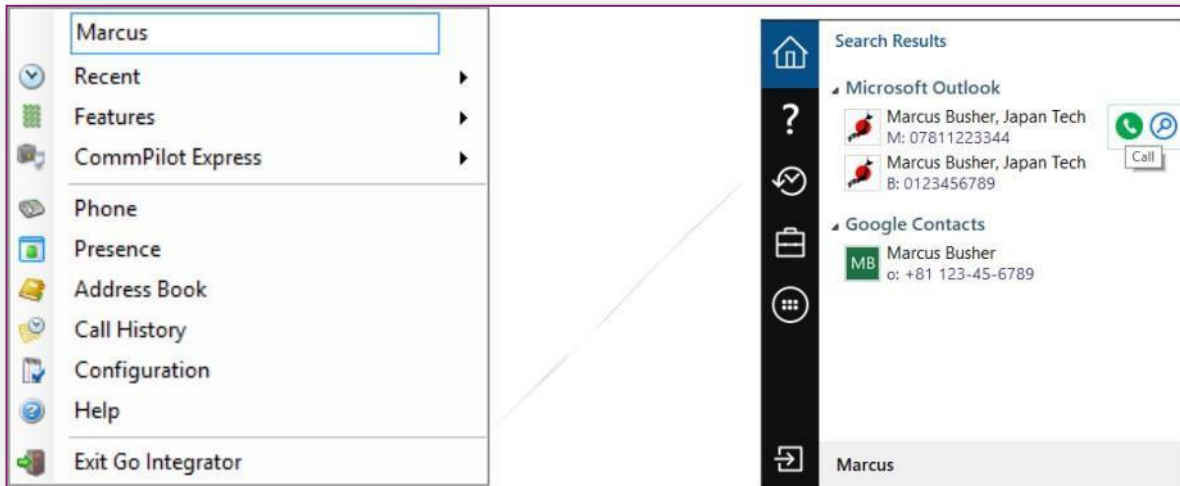 Marcus
Recent
Features
CommPilot Express
Phone
Presence
Address Book
Call History
Configuration
Help
Exit Go Integrator
Search Results
Microsoft Outlook
Marcus Busher, Japan Tech
M: 07811223344
Call
Marcus Busher, Japan Tech
B: 0123456789
Google Contacts
MB
Marcus Busher
o: +81 123-45-6789
Marcus